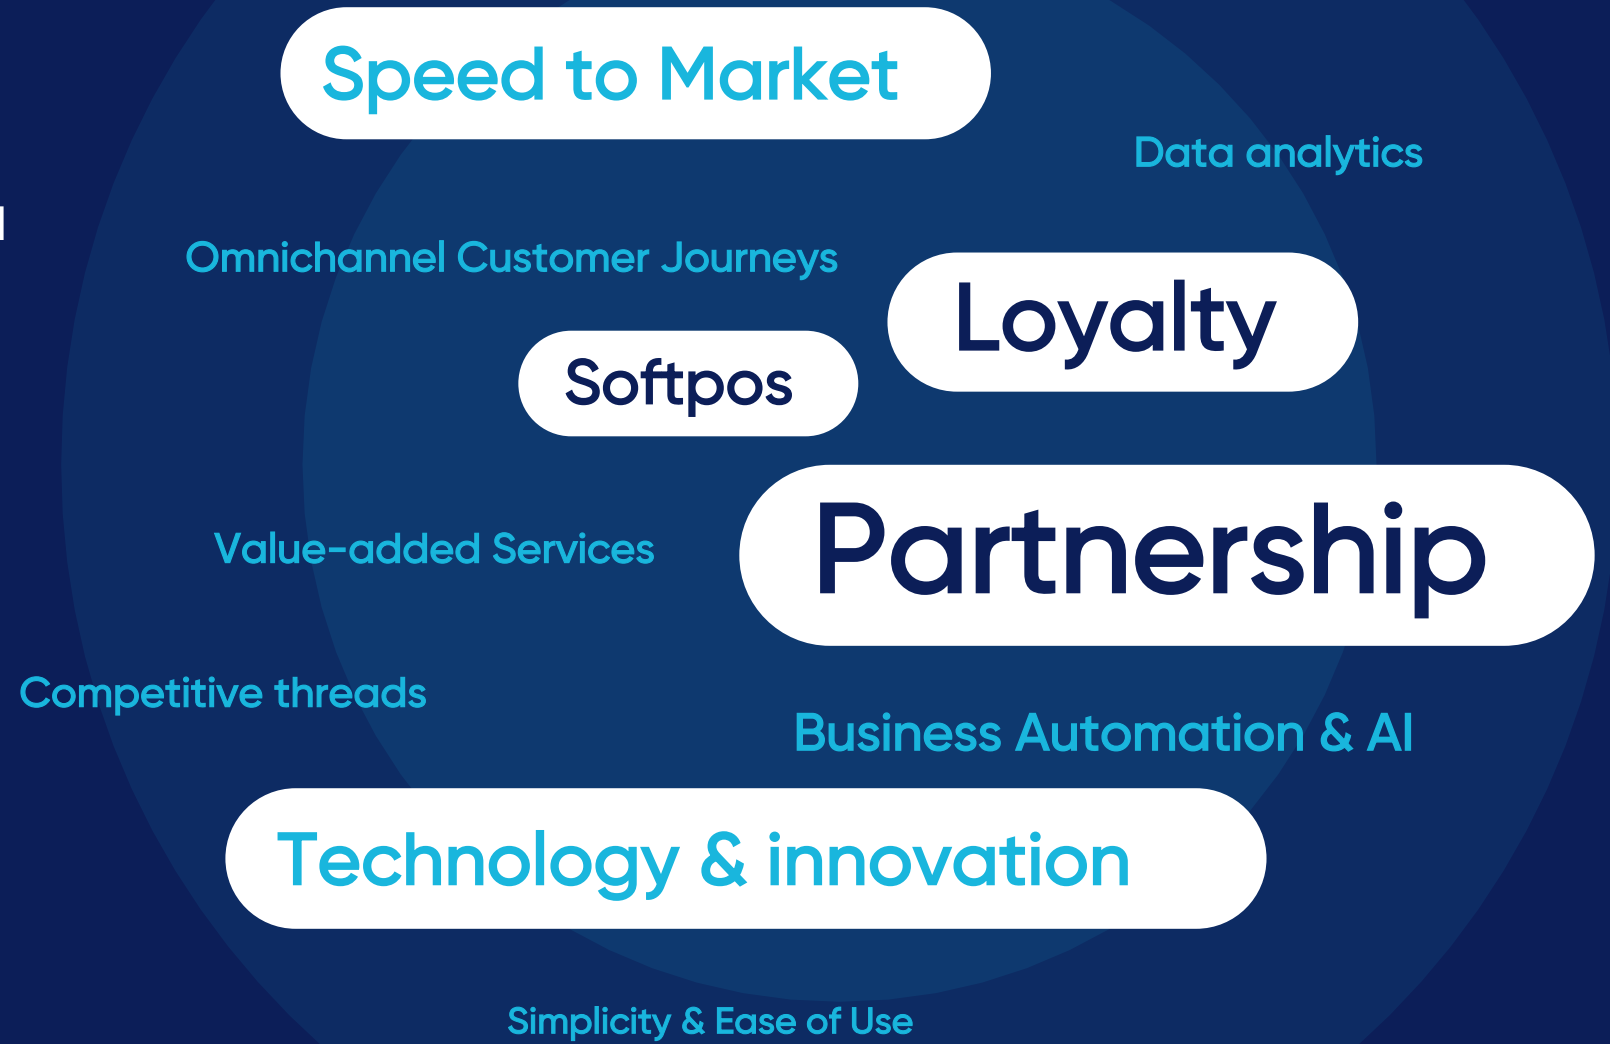 Speed to Market
Data analytics
Omnichannel Customer Journeys
Loyalty
Softpos
Partnership
Value-added Services
Competitive threads
Business Automation & AI
Technology & innovation
Simplicity & Ease of Use